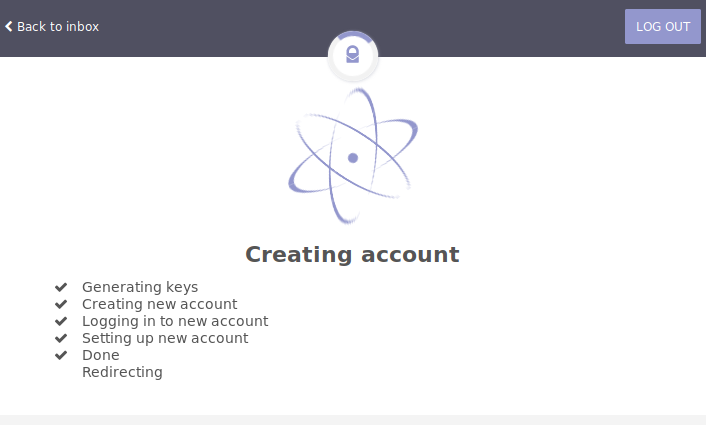 Back to inbox
LOG OUT
Creating account
Generating keys
Creating new account
Logging in to new account
Setting up new account
Done
Redirecting